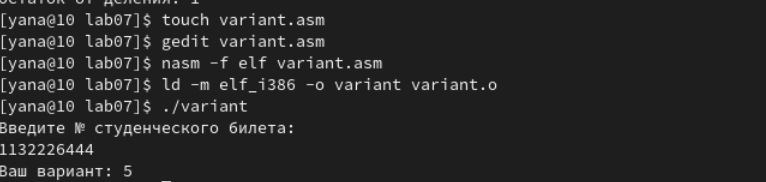 остаток от деления: 1
[yana@10 lab07]$ touch variant.asm
[yana@10 lab07]$ gedit variant.asm
[yana@10 lab07]$ nasm -f elf variant.asm
[yana@10 lab07]$ ld -m elf_i386 -o variant variant.o
[yana@10 lab07]$ ./variant
Введите № студенческого билета:
1132226444
Ваш вариант: 5